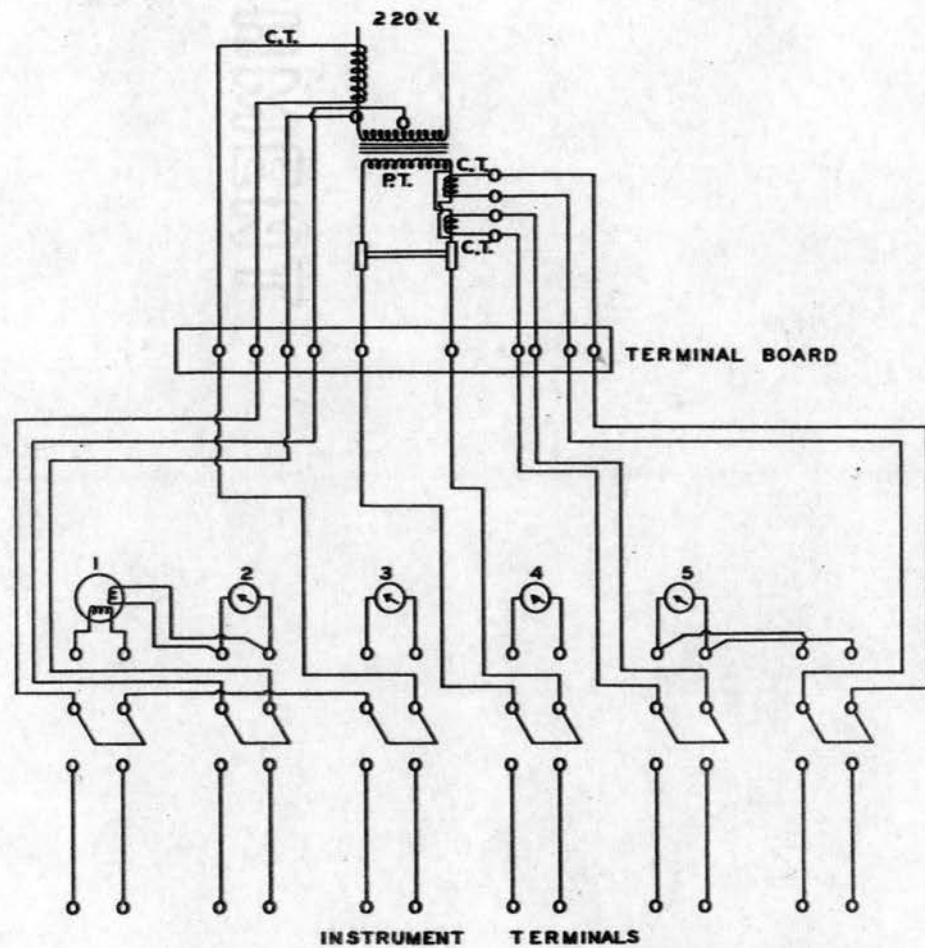 220 V.
C.T.
P.T.
C.T.
C.T.
TERMINAL BOARD
1 2 3 4 5
INSTRUMENT TERMINALS